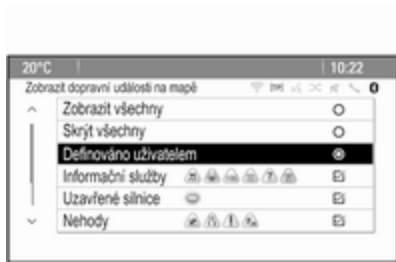 20°C 10:22
Zobrazit dopravní události na mapě
Zobrazit všechny
Skrýt všechny
Definováno uživatelem
Informační služby
Uzavřené silnice
Nehody